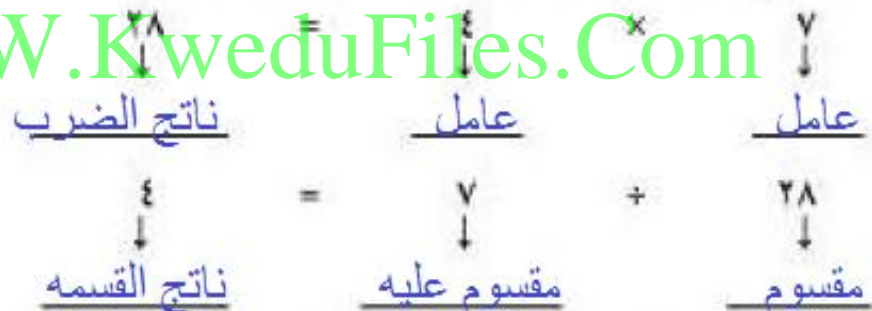 ٧ × ٤ = ٢٨
W.KweduFiles.Com
↓ ↓ ↓
عامل عامل ناتج الضرب
٢٨ ÷ ٧ = ٤
↓ ↓ ↓
مقسوم مقسوم عليه ناتج القسمه